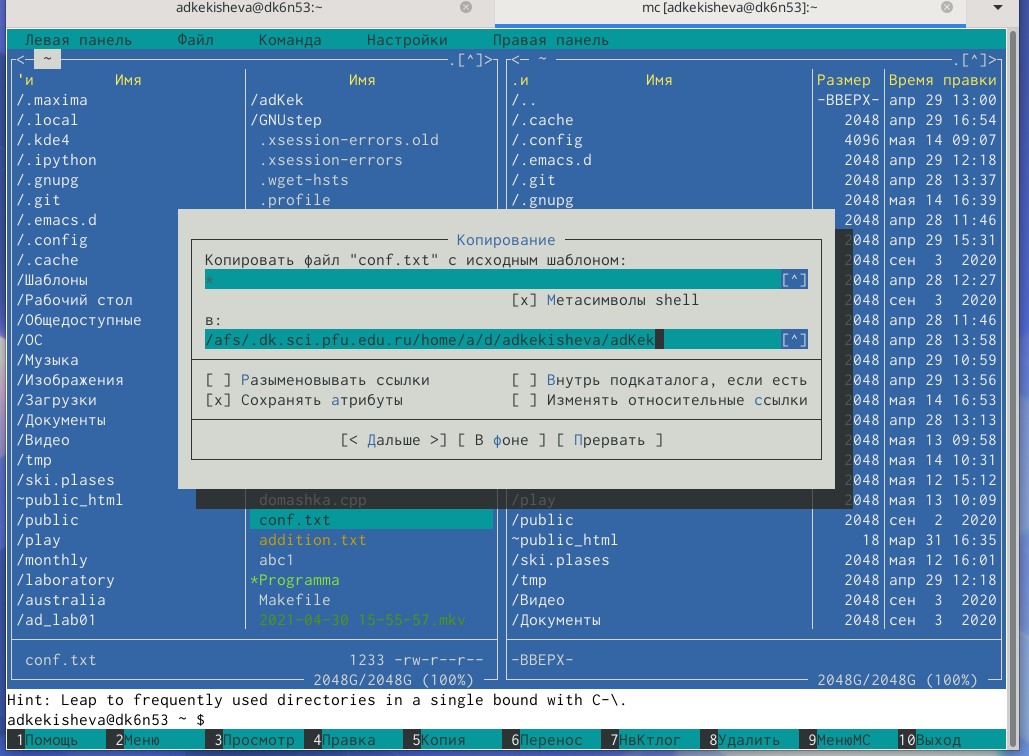 adkekisheva@dk6n53:~
mc [adkekisheva@dk6n53]:~
Левая панель Файл Команда Настройки Правая панель
<─ ~ .[^]> <─ ~ .[^]>
'и Имя Имя .и Имя Размер Время правки
/.maxima /adKek /.. -ВВЕРХ- апр 29 13:00
/.local /GNUstep /.cache 2048 апр 29 16:54
/.kde4 .xsession-errors.old /.config 4096 мая 14 09:07
/.ipython .xsession-errors /.emacs.d 2048 апр 29 12:18
/.gnupg .wget-hsts /.git 2048 апр 28 13:37
/.git .profile /.gnupg 2048 мая 14 16:39
/.emacs.d 2048 апр 28 11:46
/.config 2048 апр 29 15:31
/.cache 2048 сен 3 2020
/Шаблоны 2048 апр 28 12:27
/Рабочий стол 2048 сен 3 2020
/Общедоступные 2048 апр 28 11:46
/ОС 2048 апр 28 13:58
/Музыка 2048 апр 29 10:59
/Изображения 2048 апр 29 13:56
/Загрузки 2048 мая 14 16:53
/Документы 2048 апр 28 13:13
/Видео 2048 мая 13 09:58
/tmp 2048 мая 14 10:31
/ski.plases 2048 мая 12 15:12
~public_html domashka.cpp /play 2048 мая 13 10:09
/public conf.txt /public 2048 сен 2 2020
/play addition.txt ~public_html 18 мар 31 16:35
/monthly abc1 /ski.plases 2048 мая 12 16:01
/laboratory *Programma /tmp 2048 апр 29 12:18
/australia Makefile /Видео 2048 сен 3 2020
/ad_lab01 2021-04-30 15-55-57.mkv /Документы 2048 сен 3 2020
Копирование
Копировать файл "conf.txt" с исходным шаблоном:
* [^]
[x] Метасимволы shell
в:
/afs/.dk.sci.pfu.edu.ru/home/a/d/adkekisheva/adKek [^]
[ ] Разыменовывать ссылки [ ] Внутрь подкаталога, если есть
[x] Сохранять атрибуты [ ] Изменять относительные ссылки
[< Дальше >] [ В фоне ] [ Прервать ]
conf.txt 1233 -rw-r--r-- -ВВЕРХ-
2048G/2048G (100%) 2048G/2048G (100%)
Hint: Leap to frequently used directories in a single bound with C-\.
adkekisheva@dk6n53 ~ $
1Помощь 2Меню 3Просмотр 4Правка 5Копия 6Перенос 7НвКтлог 8Удалить 9МенюMC 10Выход